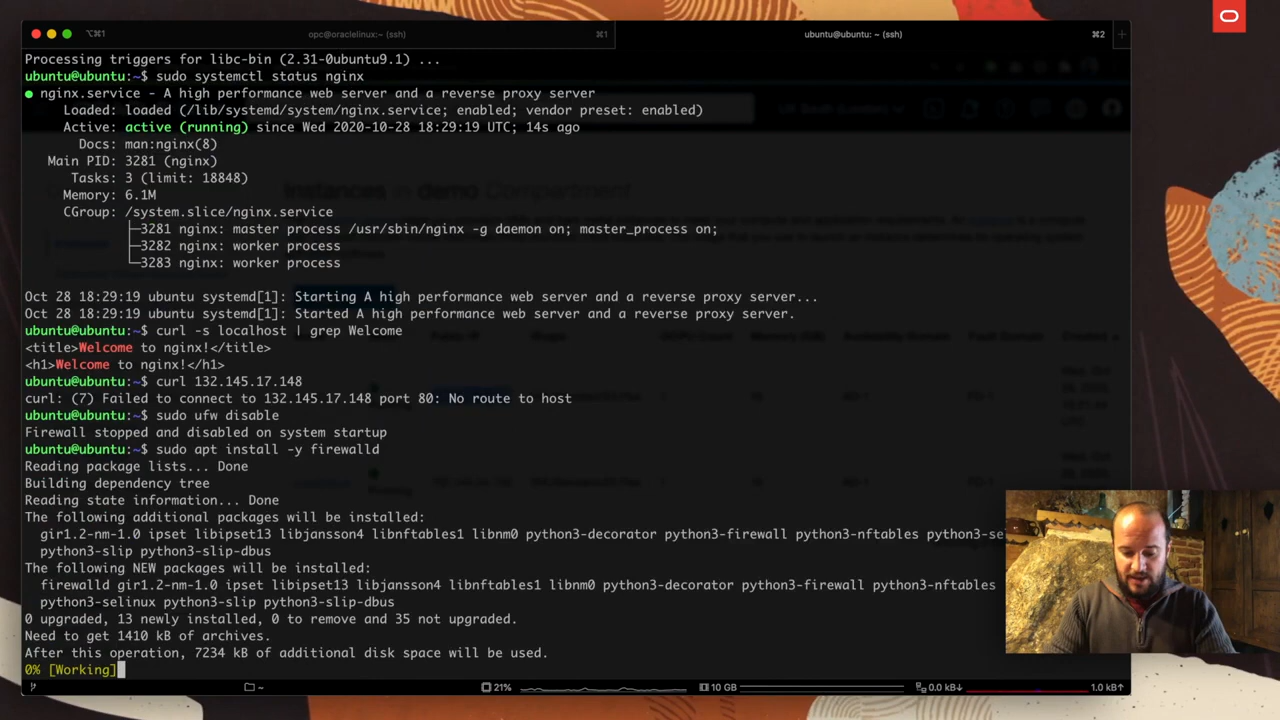 ⌥⌘1
opc@oraclelinux:~ (ssh)
⌘1
ubuntu@ubuntu: ~ (ssh)
⌘2
+
Processing triggers for libc-bin (2.31-0ubuntu9.1) ...
ubuntu@ubuntu:~$ sudo systemctl status nginx
● nginx.service - A high performance web server and a reverse proxy server
Loaded: loaded (/lib/systemd/system/nginx.service; enabled; vendor preset: enabled)
Active: active (running) since Wed 2020-10-28 18:29:19 UTC; 14s ago
Docs: man:nginx(8)
Main PID: 3281 (nginx)
Tasks: 3 (limit: 18848)
Memory: 6.1M
CGroup: /system.slice/nginx.service
├─3281 nginx: master process /usr/sbin/nginx -g daemon on; master_process on;
├─3282 nginx: worker process
└─3283 nginx: worker process
Oct 28 18:29:19 ubuntu systemd[1]: Starting A high performance web server and a reverse proxy server...
Oct 28 18:29:19 ubuntu systemd[1]: Started A high performance web server and a reverse proxy server.
ubuntu@ubuntu:~$ curl -s localhost | grep Welcome
<title>Welcome to nginx!</title>
<h1>Welcome to nginx!</h1>
ubuntu@ubuntu:~$ curl 132.145.17.148
curl: (7) Failed to connect to 132.145.17.148 port 80: No route to host
ubuntu@ubuntu:~$ sudo ufw disable
Firewall stopped and disabled on system startup
ubuntu@ubuntu:~$ sudo apt install -y firewalld
Reading package lists... Done
Building dependency tree
Reading state information... Done
The following additional packages will be installed:
gir1.2-nm-1.0 ipset libipset13 libjansson4 libnftables1 libnm0 python3-decorator python3-firewall python3-nftables
python3-slip python3-slip-dbus
The following NEW packages will be installed:
firewalld gir1.2-nm-1.0 ipset libipset13 libjansson4 libnftables1 libnm0 python3-decorator python3-firewall python3-nftables
python3-selinux python3-slip python3-slip-dbus
0 upgraded, 13 newly installed, 0 to remove and 35 not upgraded.
Need to get 1410 kB of archives.
After this operation, 7234 kB of additional disk space will be used.
0% [Working]
~
21%
10 GB
0.0 kB↓
1.0 kB↑